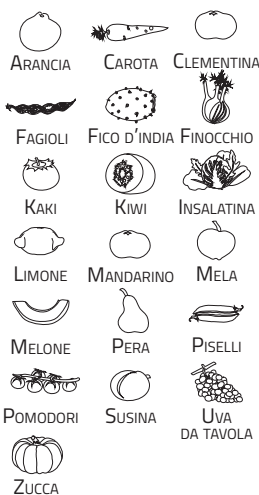 Arancia Carota Clementina
Fagioli Fico d'india Finocchio
Kaki Kiwi Insalatina
Limone Mandarino Mela
Melone Pera Piselli
Pomodori Susina Uva
da tavola
Zucca